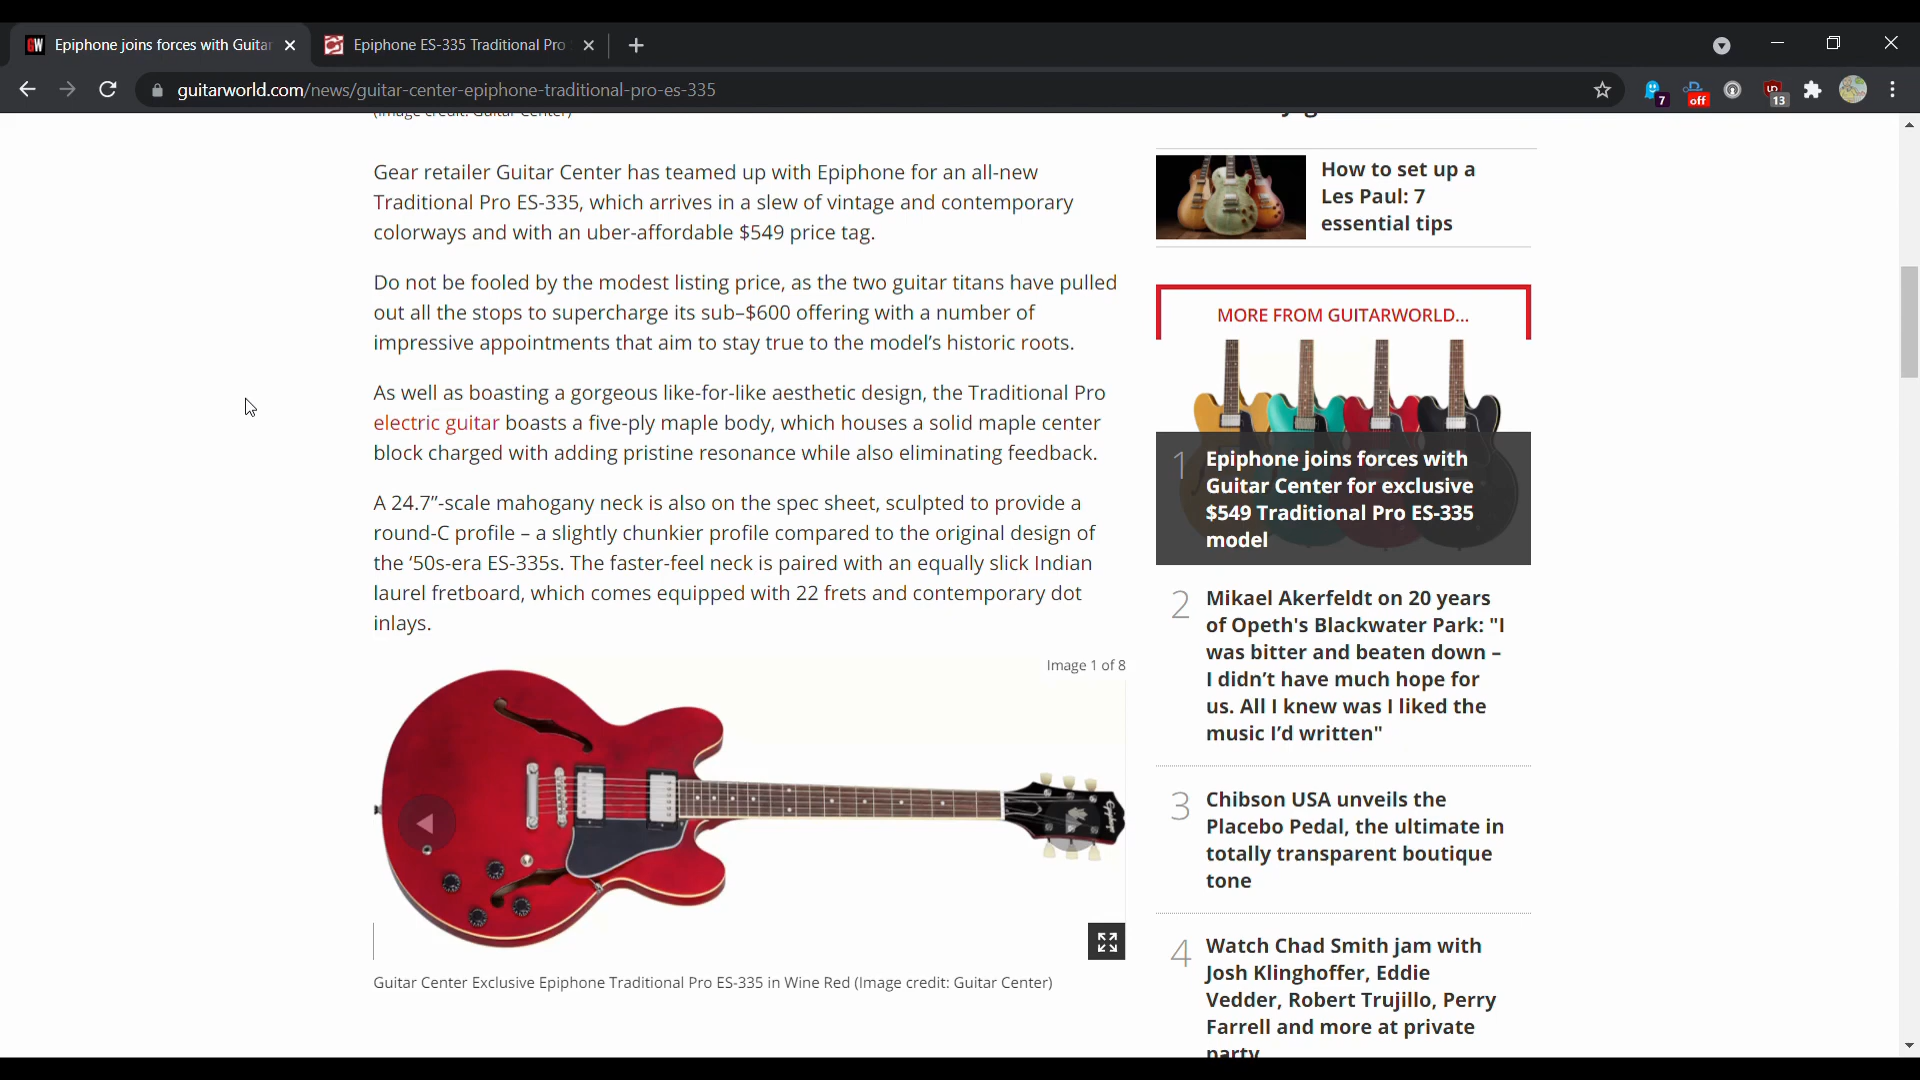 GW Epiphone joins forces with Guitar
Epiphone ES-335 Traditional Pro
guitarworld.com/news/guitar-center-epiphone-traditional-pro-es-335
7
off
13
(Image credit: Guitar Center)
Gear retailer Guitar Center has teamed up with Epiphone for an all-new
Traditional Pro ES-335, which arrives in a slew of vintage and contemporary
colorways and with an uber-affordable $549 price tag.
Do not be fooled by the modest listing price, as the two guitar titans have pulled
out all the stops to supercharge its sub–$600 offering with a number of
impressive appointments that aim to stay true to the model’s historic roots.
As well as boasting a gorgeous like-for-like aesthetic design, the Traditional Pro
electric guitar boasts a five-ply maple body, which houses a solid maple center
block charged with adding pristine resonance while also eliminating feedback.
A 24.7”-scale mahogany neck is also on the spec sheet, sculpted to provide a
round-C profile – a slightly chunkier profile compared to the original design of
the ‘50s-era ES-335s. The faster-feel neck is paired with an equally slick Indian
laurel fretboard, which comes equipped with 22 frets and contemporary dot
inlays.
Image 1 of 8
Epiphone
Guitar Center Exclusive Epiphone Traditional Pro ES-335 in Wine Red (Image credit: Guitar Center)
How to set up a
Les Paul: 7
essential tips
MORE FROM GUITARWORLD...
1 Epiphone joins forces with
Guitar Center for exclusive
$549 Traditional Pro ES-335
model
2 Mikael Akerfeldt on 20 years
of Opeth's Blackwater Park: "I
was bitter and beaten down –
I didn’t have much hope for
us. All I knew was I liked the
music I’d written"
3 Chibson USA unveils the
Placebo Pedal, the ultimate in
totally transparent boutique
tone
4 Watch Chad Smith jam with
Josh Klinghoffer, Eddie
Vedder, Robert Trujillo, Perry
Farrell and more at private
party